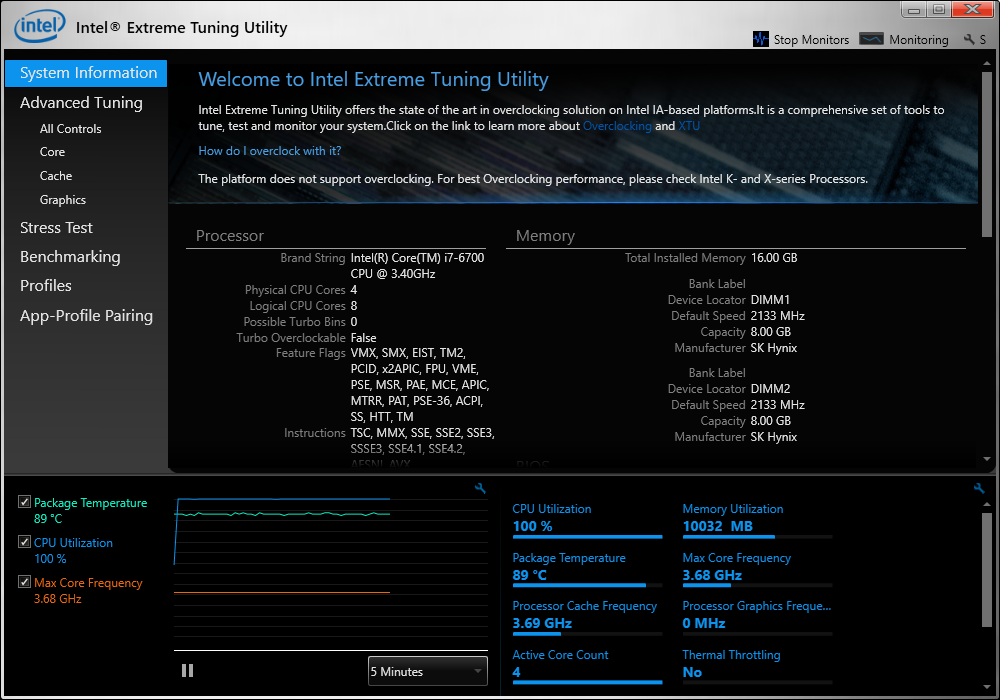 intel
Intel® Extreme Tuning Utility
Stop Monitors
Monitoring
S
System Information
Advanced Tuning
All Controls
Core
Cache
Graphics
Stress Test
Benchmarking
Profiles
App-Profile Pairing
Welcome to Intel Extreme Tuning Utility
Intel Extreme Tuning Utility offers the state of the art in overclocking solution on Intel IA-based platforms.It is a comprehensive set of tools to
tune, test and monitor your system.Click on the link to learn more about Overclocking and XTU
How do I overclock with it?
The platform does not support overclocking. For best Overclocking performance, please check Intel K- and X-series Processors.
Processor
Brand String Intel(R) Core(TM) i7-6700
CPU @ 3.40GHz
Physical CPU Cores 4
Logical CPU Cores 8
Possible Turbo Bins 0
Turbo Overclockable False
Feature Flags VMX, SMX, EIST, TM2,
PCID, x2APIC, FPU, VME,
PSE, MSR, PAE, MCE, APIC,
MTRR, PAT, PSE-36, ACPI,
SS, HTT, TM
Instructions TSC, MMX, SSE, SSE2, SSE3,
SSSE3, SSE4.1, SSE4.2,
AESNI, AVX
Memory
Total Installed Memory 16.00 GB
Bank Label
Device Locator DIMM1
Default Speed 2133 MHz
Capacity 8.00 GB
Manufacturer SK Hynix
Bank Label
Device Locator DIMM2
Default Speed 2133 MHz
Capacity 8.00 GB
Manufacturer SK Hynix
BIOS
Package Temperature
89 °C
CPU Utilization
100 %
Max Core Frequency
3.68 GHz
5 Minutes
CPU Utilization
100 %
Memory Utilization
10032 MB
Package Temperature
89 °C
Max Core Frequency
3.68 GHz
Processor Cache Frequency
3.69 GHz
Processor Graphics Freque...
0 MHz
Active Core Count
4
Thermal Throttling
No